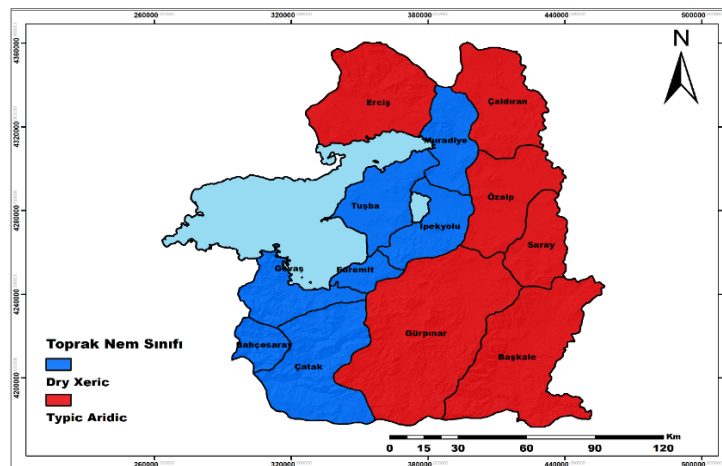 260000 320000 380000 440000 500000
N
4360000
Erciş
Çaldıran
4320000
Muradiye
Özalp
Tuşba
4280000
İpekyolu
Saray
Gevaş
Edremit
4240000
Toprak Nem Sınıfı
Gürpınar
Bahçesaray
Başkale
Dry Xeric
Çatak
4200000
Typic Aridic
Km
0 15 30 60 90 120
260000 320000 380000 440000 500000